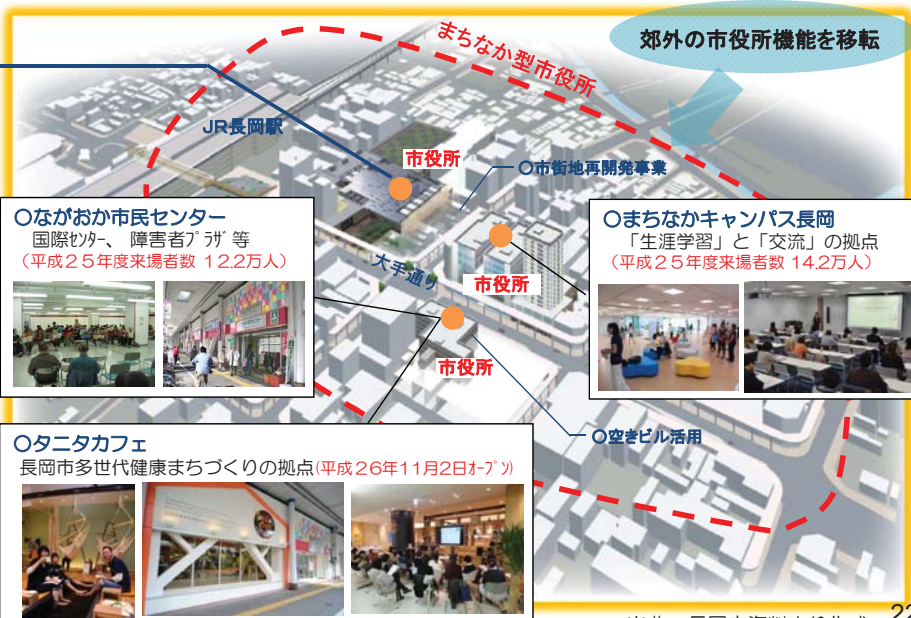 郊外の市役所機能を移転
まちなか型市役所
JR長岡駅
市役所
○市街地再開発事業
○ながおか市民センター
国際ｾﾝﾀｰ、障害者ﾌﾟﾗｻﾞ等
（平成２５年度来場者数 12.2万人）
大手通り
市役所
○まちなかキャンパス長岡
「生涯学習」と「交流」の拠点
（平成２５年度来場者数 14.2万人）
市役所
○空きビル活用
○タニタカフェ
長岡市多世代健康まちづくりの拠点(平成２６年１１月２日ｵｰﾌﾟﾝ)
22